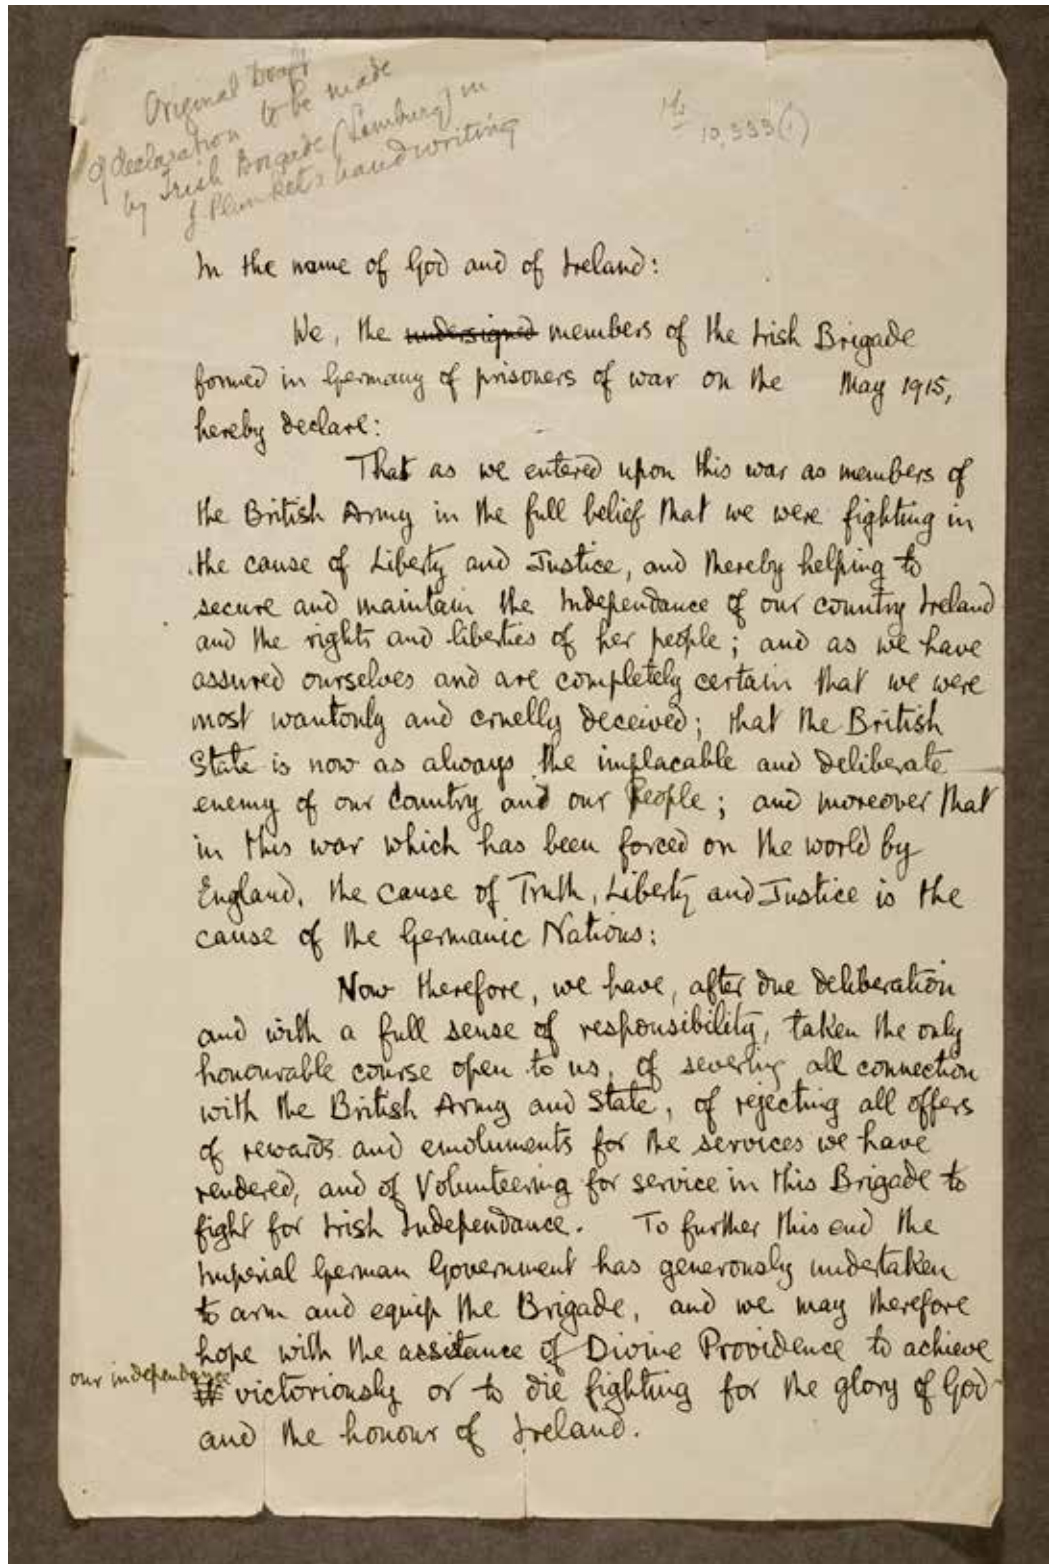 Original Draft
of declaration to be made
by Irish Brigade (Limburg) in
J Plunket's handwriting
Ms
10,999(1)
In the name of God and of Ireland:
We, the undersigned members of the Irish Brigade
formed in Germany of prisoners of war on the May 1915,
hereby declare:
That as we entered upon this war as members of
the British Army in the full belief that we were fighting in
the cause of Liberty and Justice, and thereby helping to
secure and maintain the Independance of our country Ireland
and the rights and liberties of her people; and as we have
assured ourselves and are completely certain that we were
most wantonly and cruelly deceived; that the British
State is now as always the implacable and deliberate
enemy of our Country and our People; and moreover that
in this war which has been forced on the world by
England, the cause of Truth, Liberty and Justice is the
cause of the Germanic Nations:
Now therefore, we have, after due deliberation
and with a full sense of responsibility, taken the only
honourable course open to us, of severing all connection
with the British Army and State, of rejecting all offers
of rewards and emoluments for the services we have
rendered, and of Volunteering for service in this Brigade to
fight for Irish Independance. To further this end the
Imperial German Government has generously undertaken
to arm and equip the Brigade, and we may therefore
hope with the assitance of Divine Providence to achieve
our independance it victoriously or to die fighting for the glory of God
and the honour of Ireland.